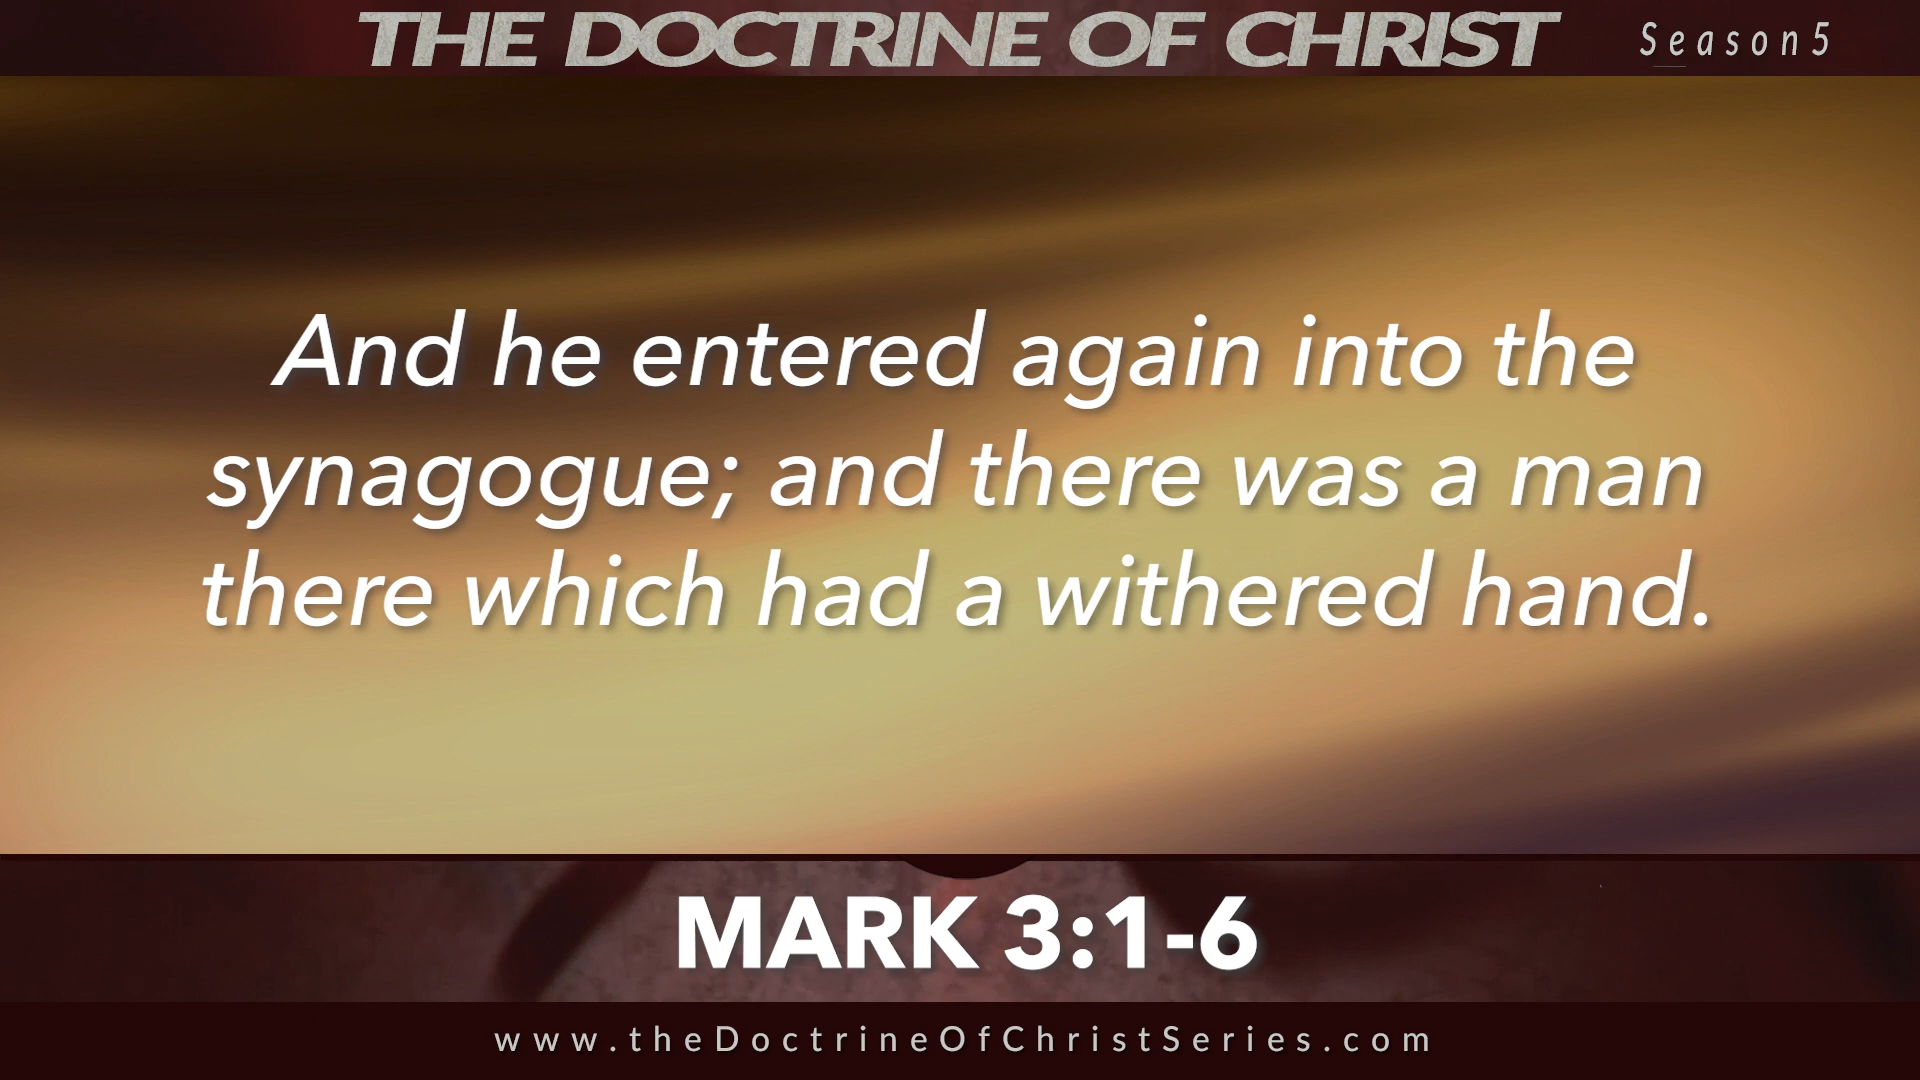 THE DOCTRINE OF CHRIST Season5
And he entered again into the
synagogue; and there was a man
there which had a withered hand.
MARK 3:1-6
www.theDoctrineOfChristSeries.com